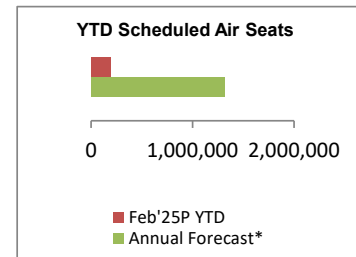 YTD Scheduled Air Seats
0 1,000,000 2,000,000
Feb'25P YTD
Annual Forecast*